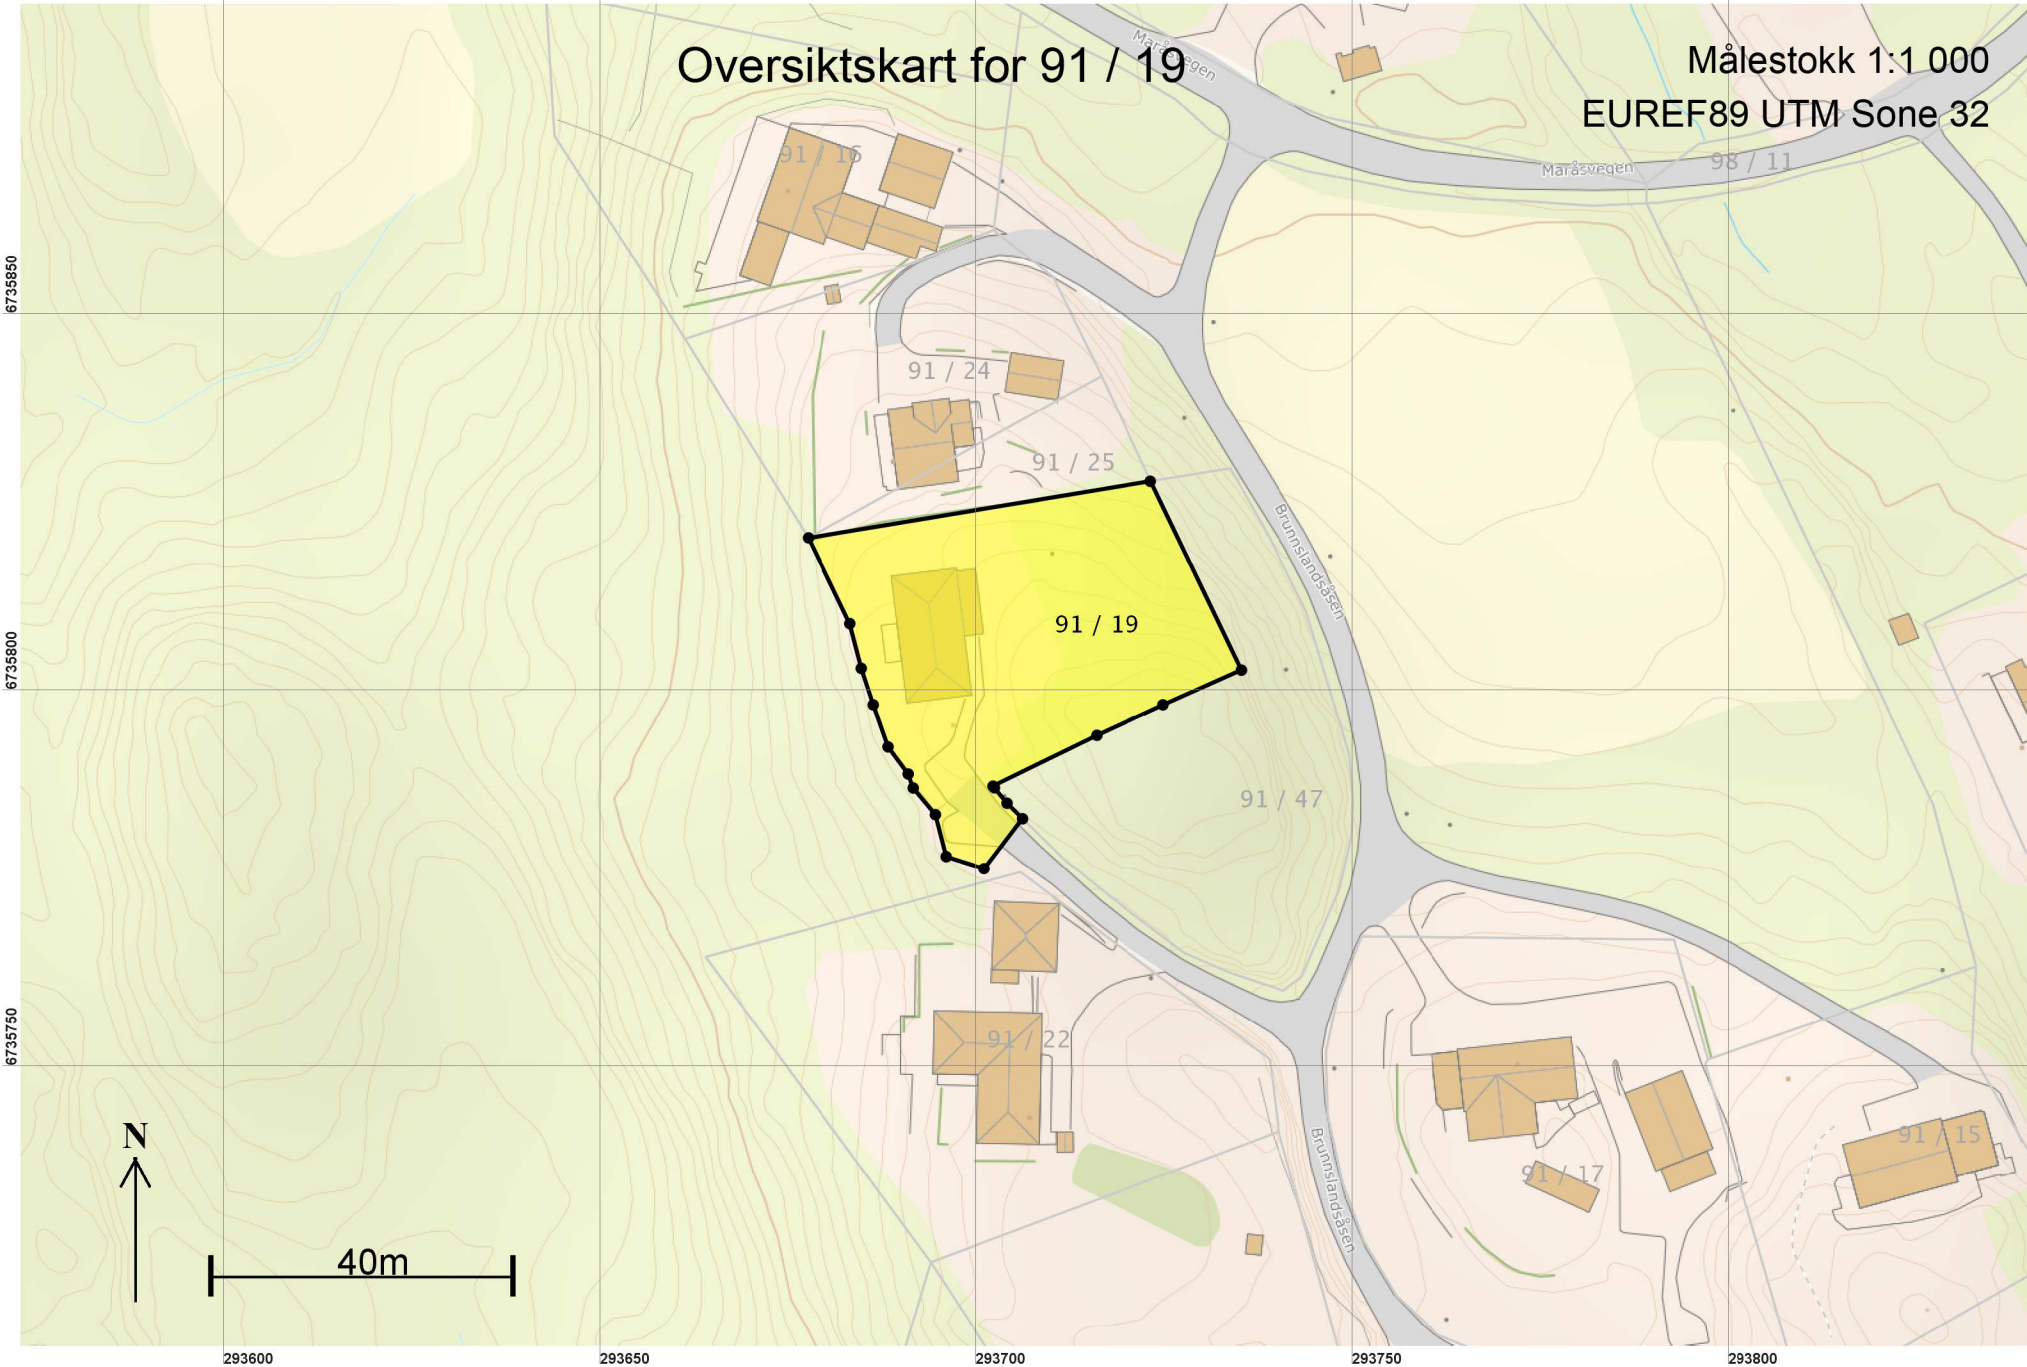 Oversiktskart for 91 / 19
Målestokk 1:1 000
EUREF89 UTM Sone 32
Maråsvegen
Maråsvegen
98 / 11
91 / 16
6735850
91 / 24
91 / 25
Brunnslandsåsen
91 / 19
6735800
91 / 47
91 / 22
6735750
N
91 / 15
91 / 17
Brunnslandsåsen
40m
293600
293650
293700
293750
293800